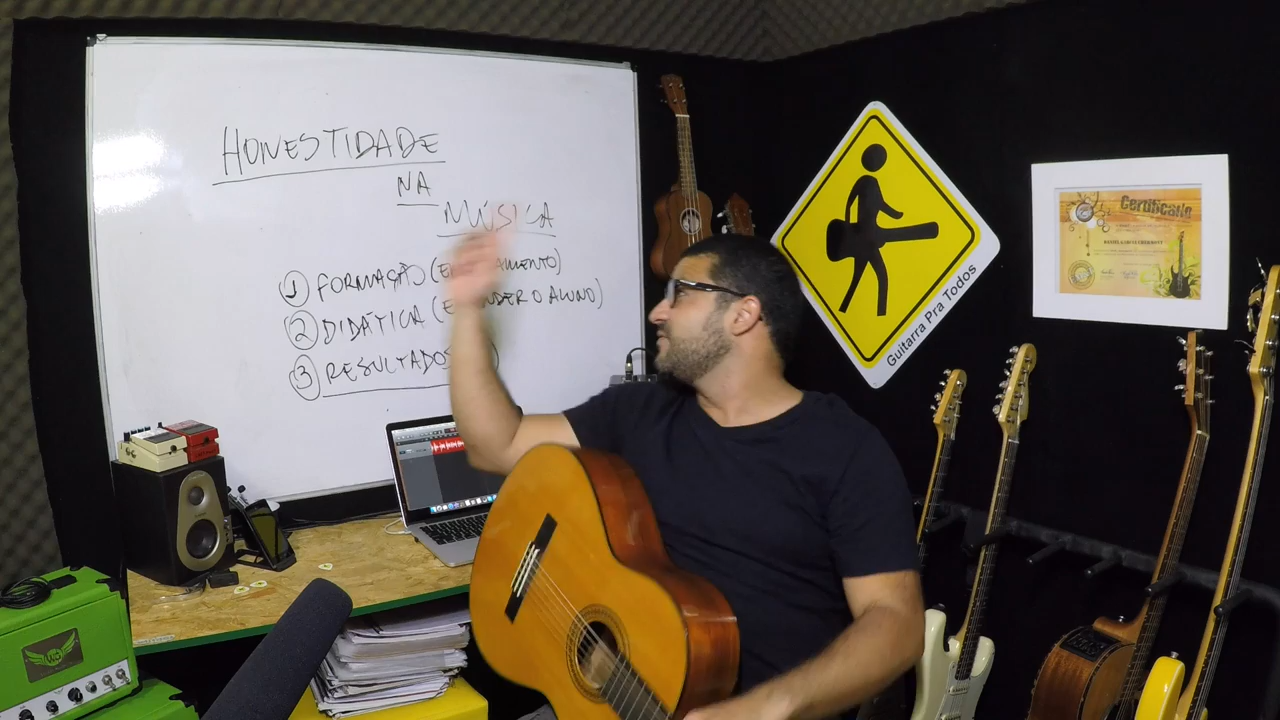 HONESTIDADE
NA
MÚSICA
1 FORMAÇÃO
2 DIDÁTICA O ALUNO)
3 RESULTADOS
Guitarra Pra Todos
Certificado